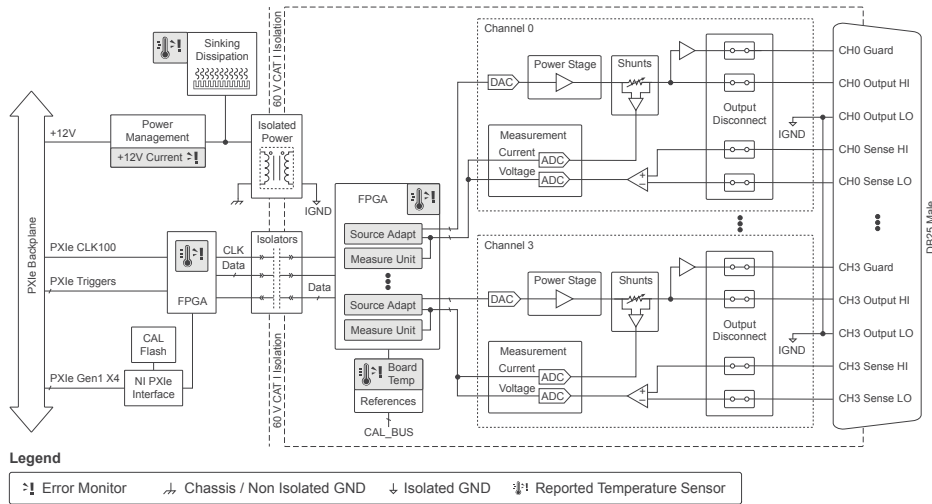 Channel 0
Sinking
Dissipation
60 V CAT I Isolation
Power Stage
Shunts
DAC
CH0 Guard
CH0 Output HI
Output
Disconnect
CH0 Output LO
IGND
+12V
Power
Management
+12V Current
Isolated
Power
IGND
Measurement
Current
ADC
Voltage
ADC
+
–
CH0 Sense HI
CH0 Sense LO
FPGA
Source Adapt
Measure Unit
PXIe Backplane
PXIe CLK100
PXIe Triggers
FPGA
CLK
Data
Isolators
Data
Source Adapt
Measure Unit
Channel 3
Power Stage
Shunts
DAC
CH3 Guard
CH3 Output HI
Output
Disconnect
CH3 Output LO
IGND
DB25 Male
CAL
Flash
PXIe Gen1 X4
NI PXIe
Interface
60 V CAT I Isolation
Board
Temp
References
CAL_BUS
Measurement
Current
ADC
Voltage
ADC
+
–
CH3 Sense HI
CH3 Sense LO
Legend
Error Monitor
Chassis / Non Isolated GND
Isolated GND
Reported Temperature Sensor